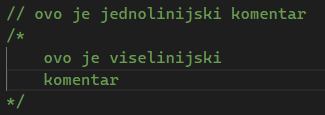 // ovo je jednolinijski komentar
/*
    ovo je viselinijski
    komentar
*/